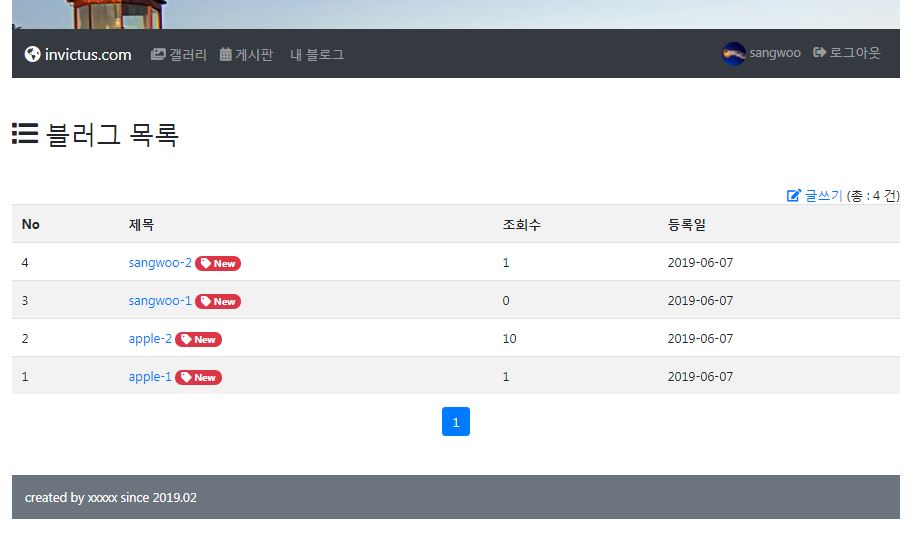 invictus.com 갤러리 게시판 내 블로그 sangwoo 로그아웃
블러그 목록
글쓰기 (총 : 4 건)
No 제목 조회수 등록일
4 sangwoo-2 New 1 2019-06-07
3 sangwoo-1 New 0 2019-06-07
2 apple-2 New 10 2019-06-07
1 apple-1 New 1 2019-06-07
1
created by xxxxx since 2019.02